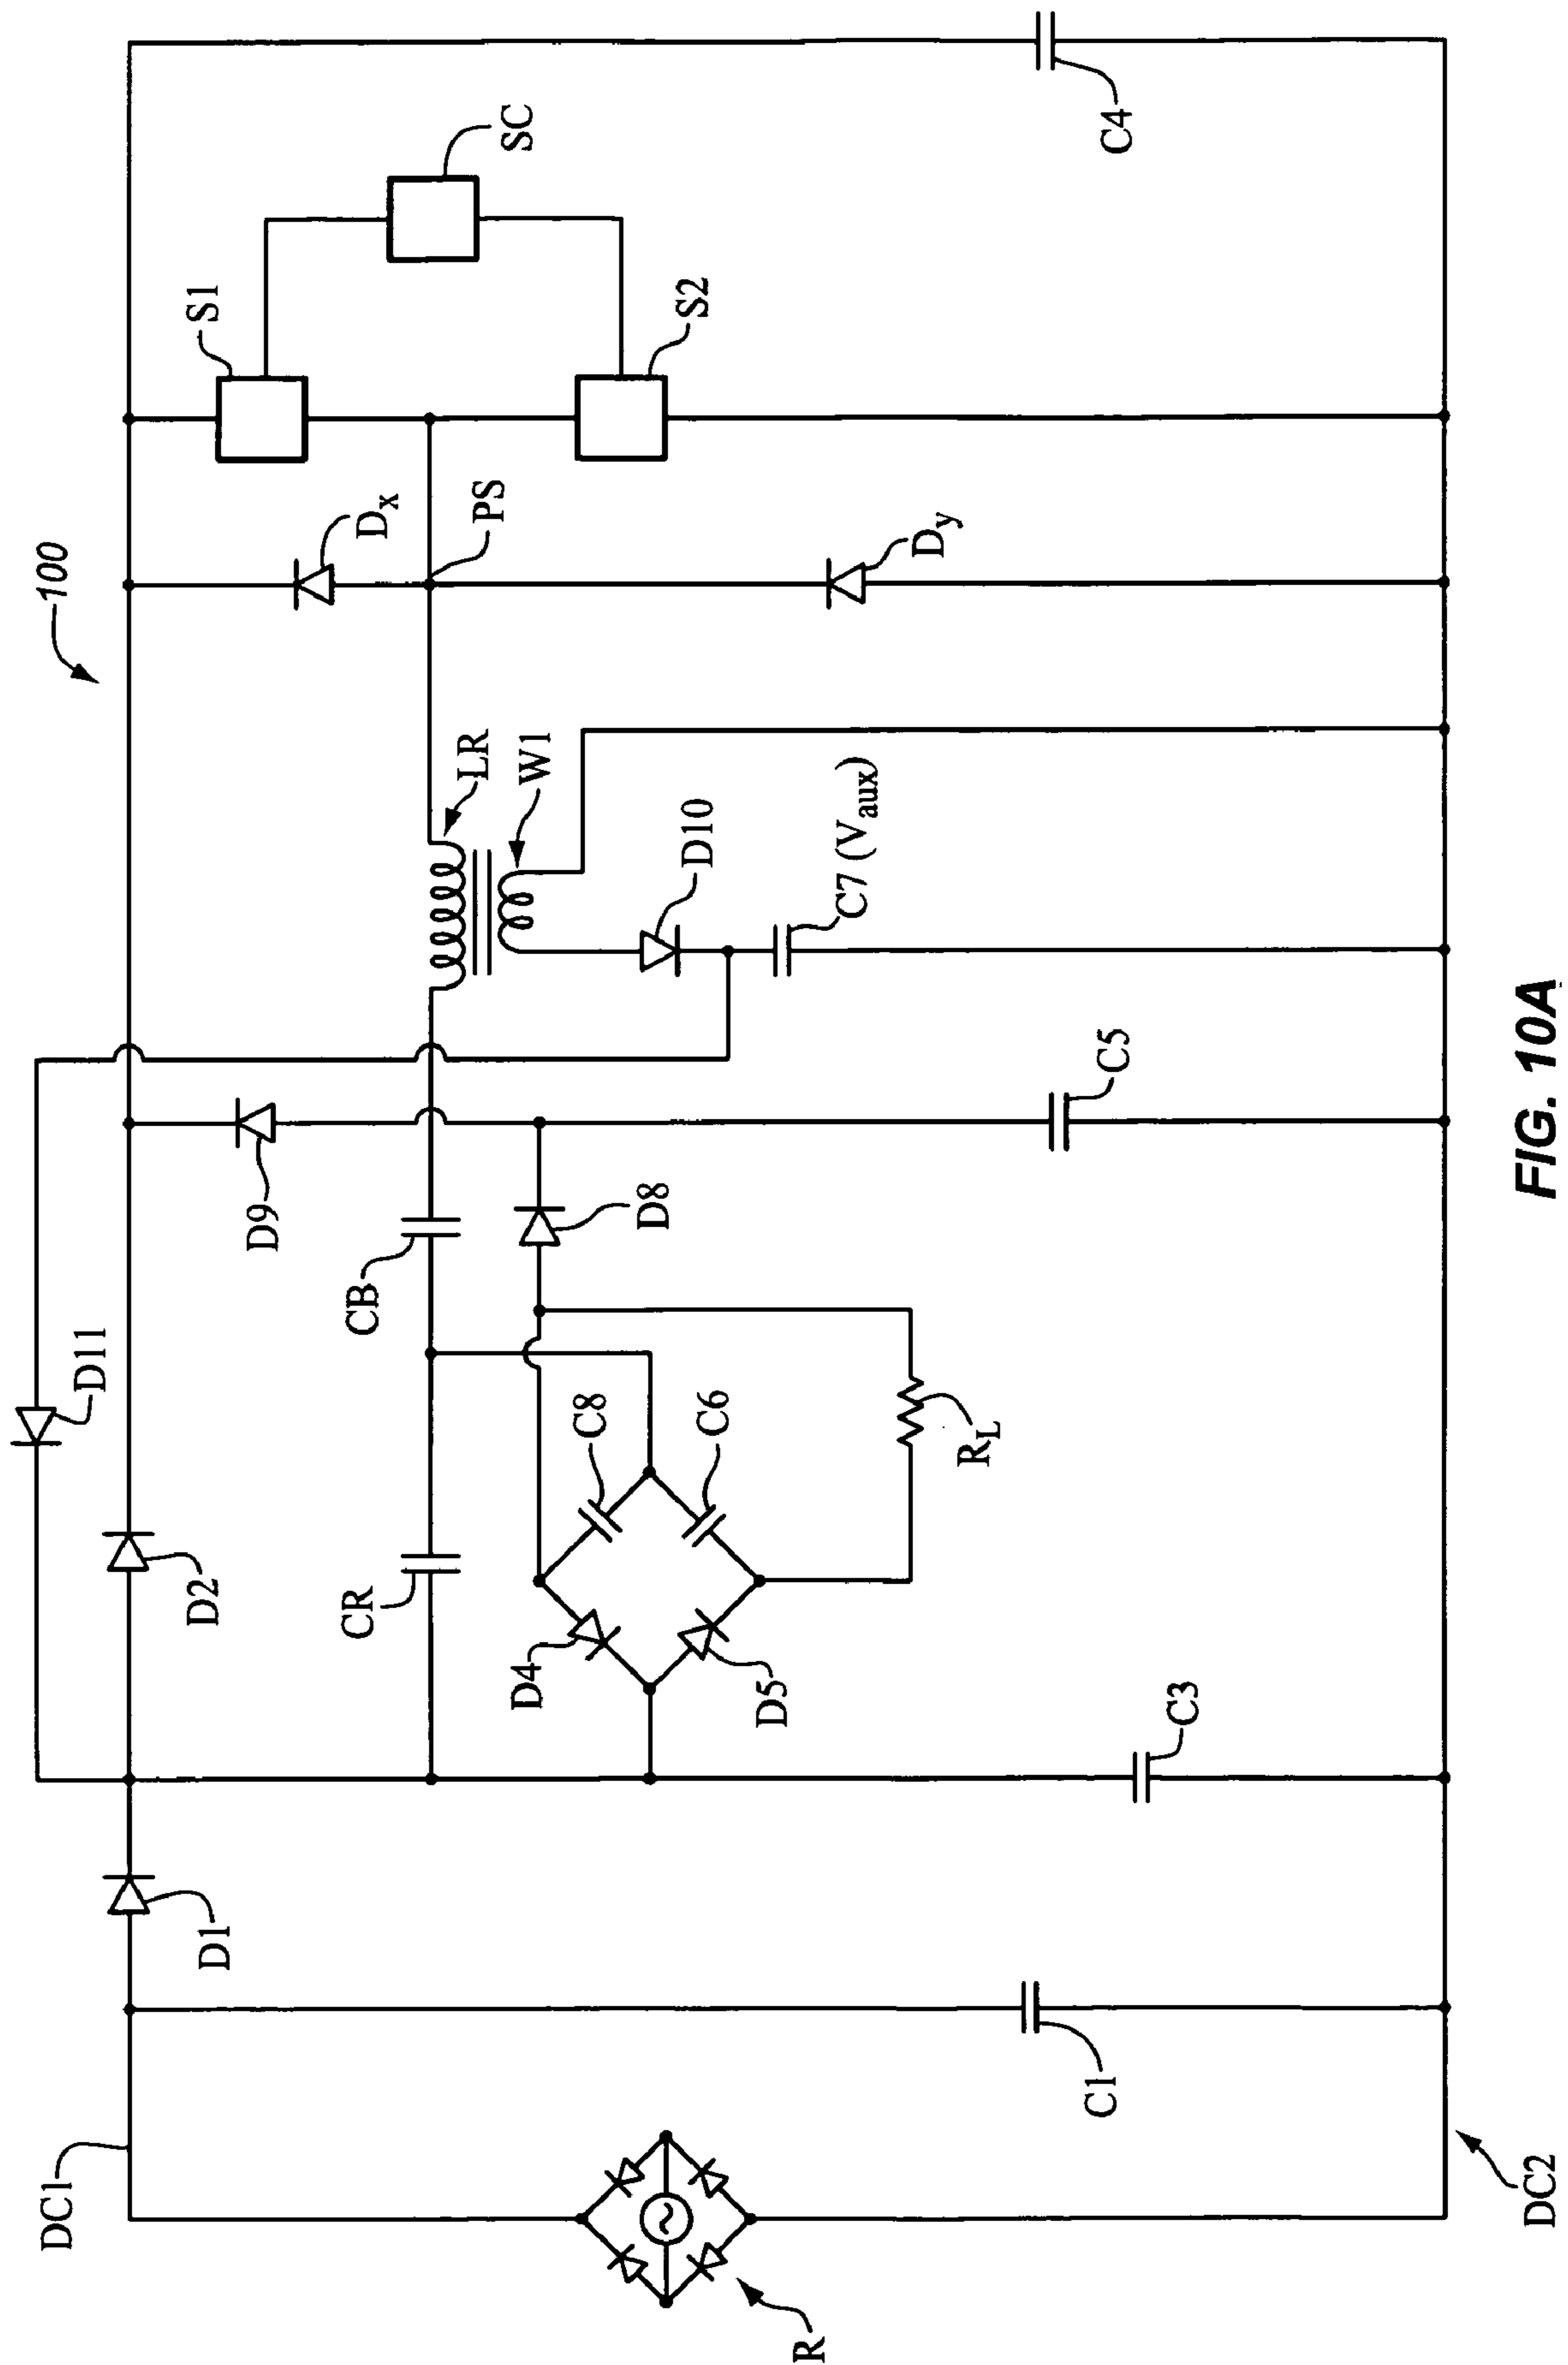 100
SC
S1
S2
C4
Dx
PS
Dy
LR
W1
D10
C7 (Vaux)
C5
D9
D8
CB
D11
C8
C6
RL
D2
CR
D4
D5
C3
D1
C1
DC1
DC2
R
FIG. 10A